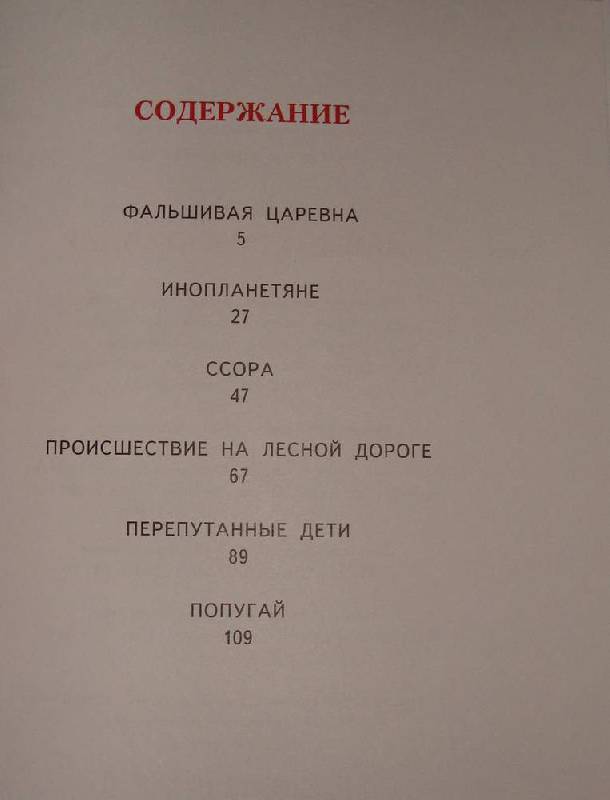 СОДЕРЖАНИЕ
ФАЛЬШИВАЯ ЦАРЕВНА
5
ИНОПЛАНЕТЯНЕ
27
ССОРА
47
ПРОИСШЕСТВИЕ НА ЛЕСНОЙ ДОРОГЕ
67
ПЕРЕПУТАННЫЕ ДЕТИ
89
ПОПУГАЙ
109